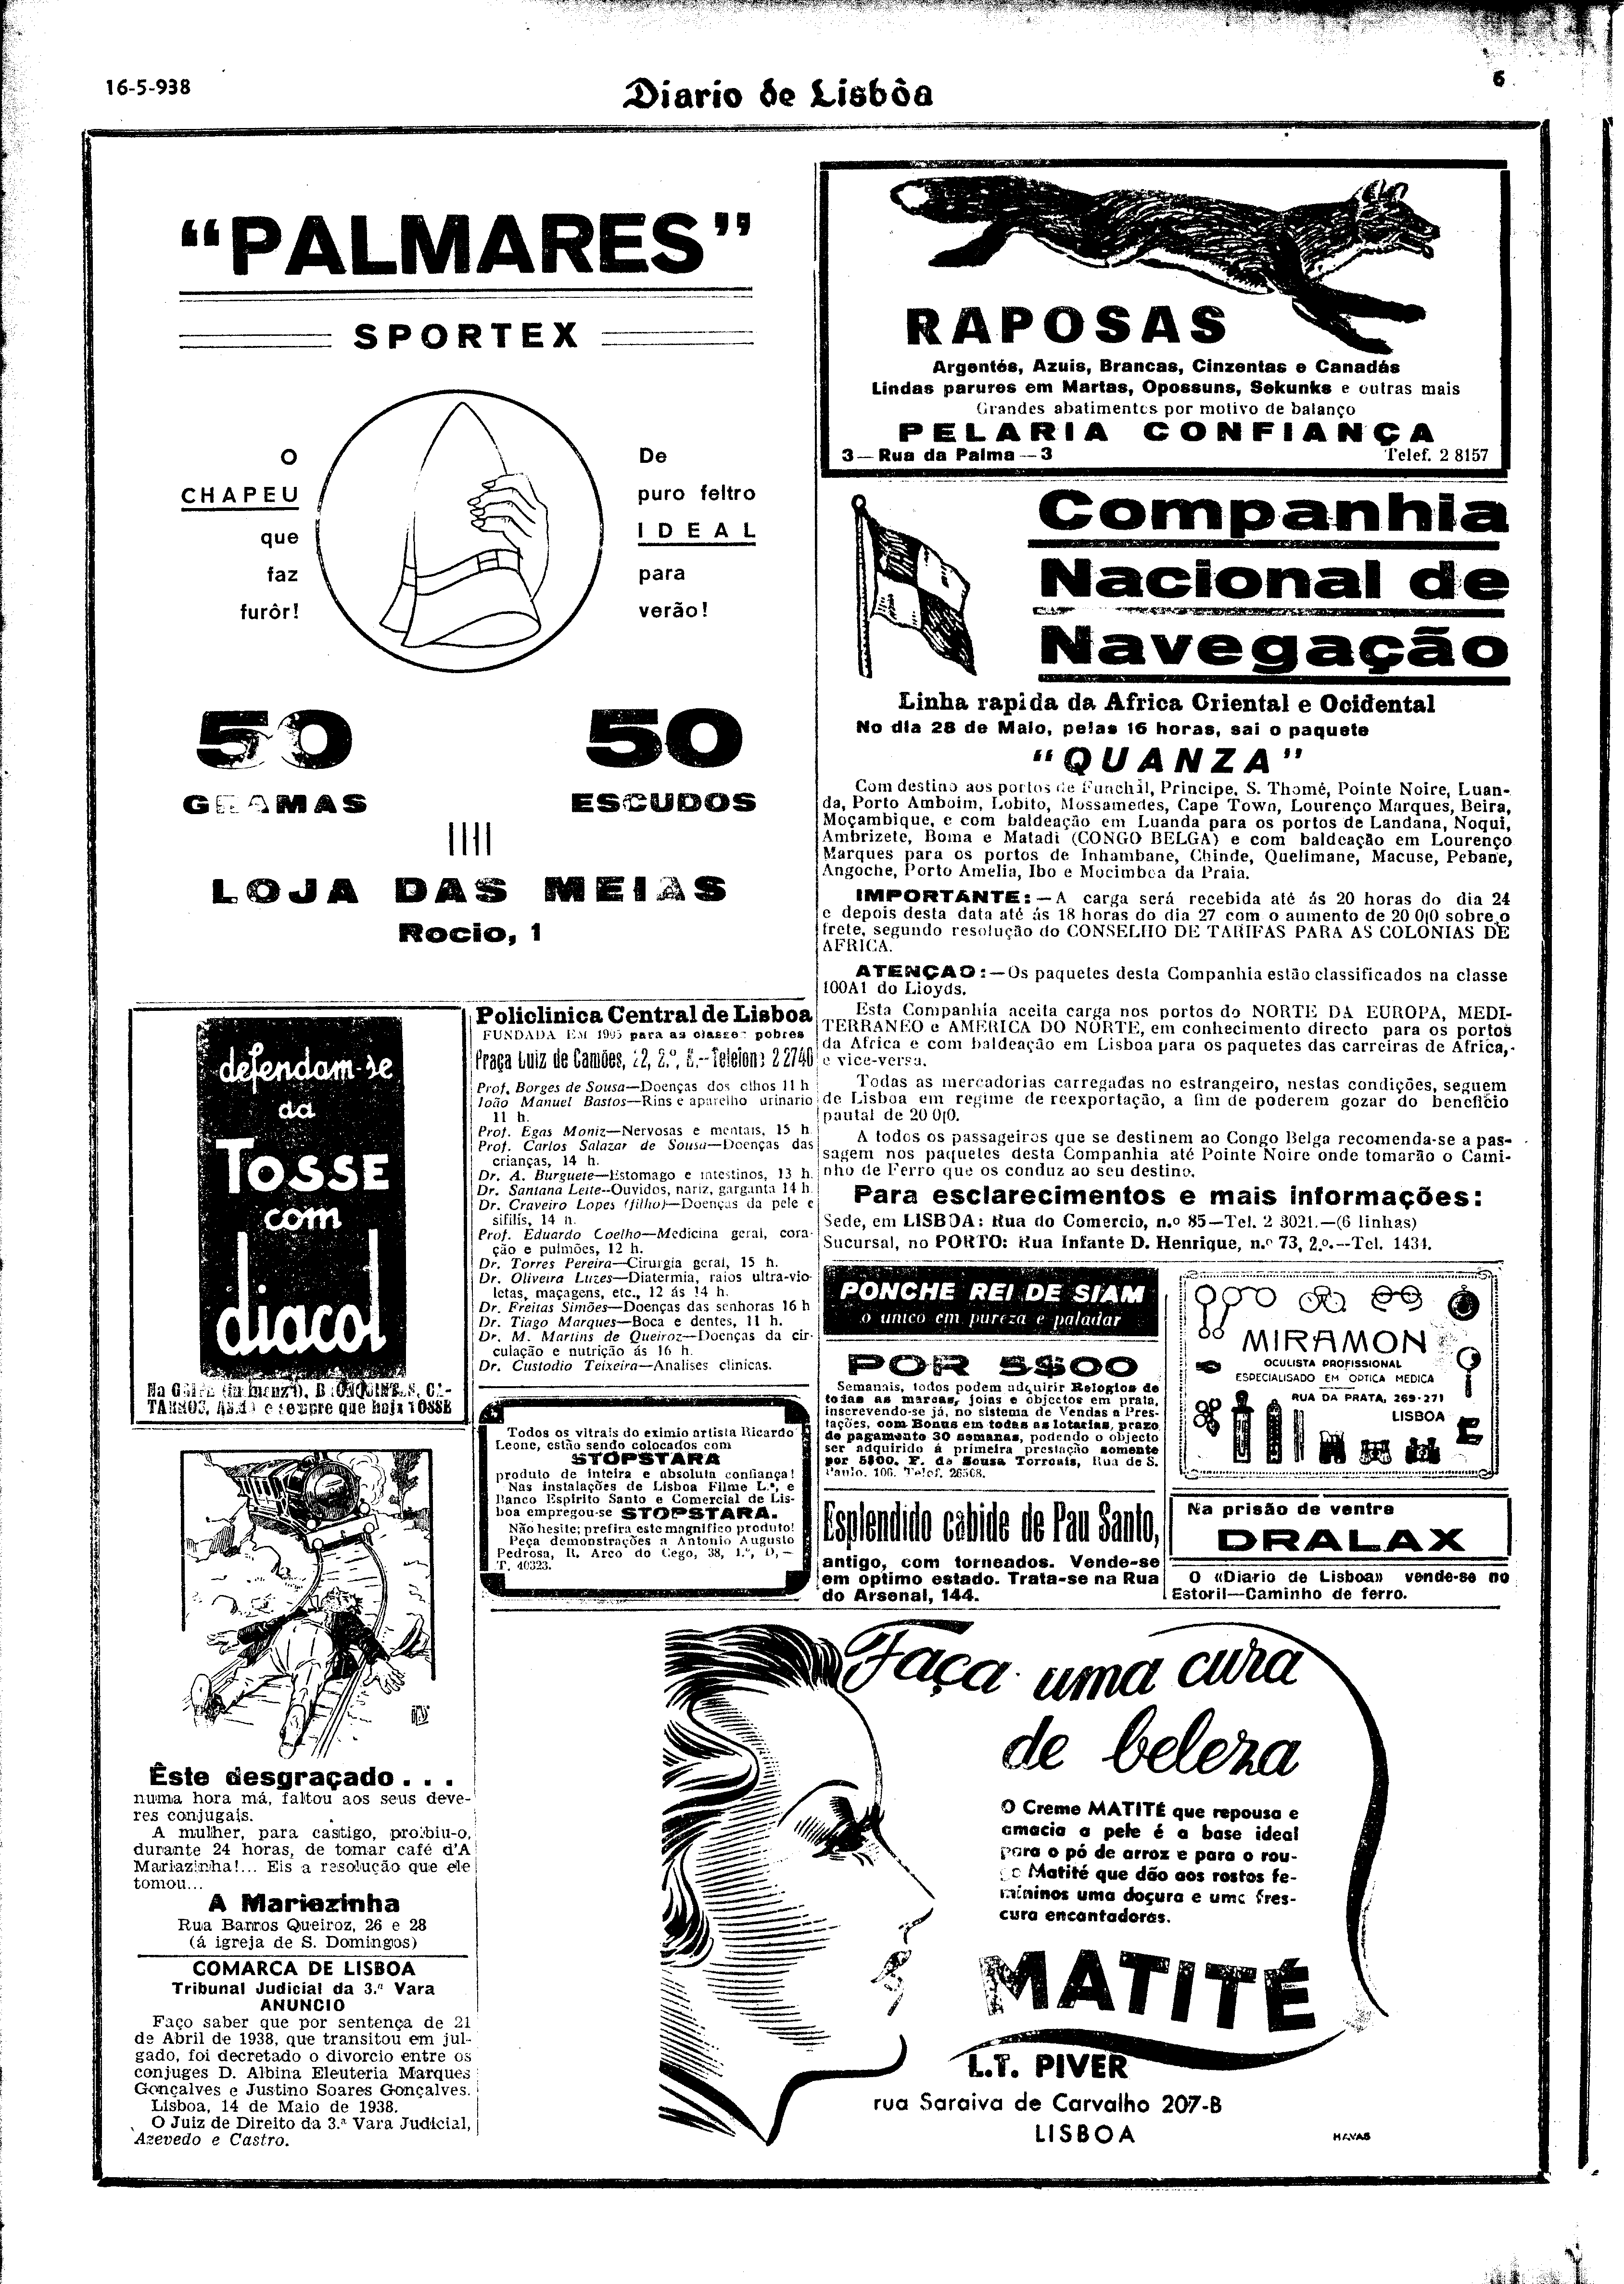 16-5-938
Diario de Lisbôa
6
“PALMARES”
SPORTEX
O
CHAPEU
que
faz
furôr!
De
puro feltro
IDEAL
para
verão!
50
GRAMAS
50
ESCUDOS
LOJA DAS MEIAS
Rocio, 1
RAPOSAS
Argentés, Azuis, Brancas, Cinzentas e Canadás
Lindas parures em Martas, Opossuns, Sekunks e outras mais
Grandes abatimentos por motivo de balanço
PELARIA CONFIANÇA
3—Rua da Palma—3 Telef. 2 8157
Companhia
Nacional de
Navegação
Linha rapida da Africa Oriental e Ocidental
No dia 28 de Maio, pelas 16 horas, sai o paquete
“QUANZA”
Com destino aos portos de Funchil, Principe, S. Thomé, Pointe Noire, Luan-
da, Porto Amboim, Lobito, Mossamedes, Cape Town, Lourenço Marques, Beira,
Moçambique, e com baldeação em Luanda para os portos de Landana, Noqui,
Ambrizete, Boma e Matadi (CONGO BELGA) e com baldeação em Lourenço
Marques para os portos de Inhambane, Chinde, Quelimane, Macuse, Pebane,
Angoche, Porto Amelia, Ibo e Mocimboa da Praia.
IMPORTANTE:—A carga será recebida até ás 20 horas do dia 24
e depois desta data até ás 18 horas do dia 27 com o aumento de 20 0|0 sobre o
frete, segundo resolução do CONSELHO DE TARIFAS PARA AS COLONIAS DE
AFRICA.
ATENÇÃO:—Os paquetes desta Companhia estão classificados na classe
100A1 do Lioyds.
Esta Companhia aceita carga nos portos do NORTE DA EUROPA, MEDI-
TERRANEO e AMERICA DO NORTE, em conhecimento directo para os portos
da Africa e com baldeação em Lisboa para os paquetes das carreiras de Africa,
e vice-versa.
Todas as mercadorias carregadas no estrangeiro, nestas condições, seguem
de Lisboa em regime de reexportação, a fim de poderem gozar do beneficio
pautal de 20 0|0.
A todos os passageiros que se destinem ao Congo Belga recomenda-se a pas-
sagem nos paquetes desta Companhia até Pointe Noire onde tomarão o Cami-
nho de Ferro que os conduz ao seu destino.
Para esclarecimentos e mais informações:
Sede, em LISBOA: Rua do Comercio, n.º 85—Tel. 2 3021.—(6 linhas)
Sucursal, no PORTO: Rua Infante D. Henrique, n.º 73, 2.º.—Tel. 1434.
defendam-se
da
TOSSE
com
diacol
TARROS, e sempre que haja TOSSE
Policlinica Central de Lisboa
FUNDADA EM 1905 para as classes pobres
Praça Luiz de Camões, 22, 2.º, E.—Telefone 2 2740
Prof. Borges de Sousa—Doenças dos olhos 11 h
João Manuel Bastos—Rins e aparelho urinario
11 h.
Prof. Egas Moniz—Nervosas e mentais, 15 h
Prof. Carlos Salazar de Sousa—Doenças das
crianças, 14 h.
Dr. A. Burguete—Estomago e intestinos, 13 h.
Dr. Santana Leite—Ouvidos, nariz, garganta 14 h.
Dr. Craveiro Lopes (filho)—Doenças da pele e
sifilis, 14 h.
Prof. Eduardo Coelho—Medicina geral, cora-
ção e pulmões, 12 h.
Dr. Torres Pereira—Cirurgia geral, 15 h.
Dr. Oliveira Luzes—Diatermia, raios ultra-vio-
letas, maçagens, etc., 12 ás 14 h.
Dr. Freitas Simões—Doenças das senhoras 16 h
Dr. Tiago Marques—Boca e dentes, 11 h.
Dr. M. Martins de Queiroz—Doenças da cir-
culação e nutrição ás 16 h.
Dr. Custodio Teixeira—Analises clinicas.
Todos os vitrais do eximio artista Ricardo
Leone, estão sendo colocados com
STOPSTARA
produto de inteira e absoluta confiança!
Nas instalações de Lisboa Filme L.ª, e
Banco Espirito Santo e Comercial de Lis-
boa empregou-se STOPSTARA.
Não hesite; prefira este magnifico produto!
Peça demonstrações a Antonio Augusto
Pedrosa, R. Arco do Cego, 38, 1.º, D,—
T. 40323.
PONCHE REI DE SIAM
o unico em pureza e paladar
POR 5$00
Semanais, todos podem adquirir Relogios de
todas as marcas, joias e objectos em prata,
inscrevendo-se já, no sistema de Vendas a Pres-
tações, com Bonus em todas as lotarias, prazo
de pagamento 30 semanas, podendo o objecto
ser adquirido á primeira prestação somente
por 5$00. F. de Sousa Torroais, Rua de S.
Paulo, 106. Telef. 26508.
Esplendido cabide de Pau Santo,
antigo, com torneados. Vende-se
em optimo estado. Trata-se na Rua
do Arsenal, 144.
MIRAMON
OCULISTA PROFISSIONAL
ESPECIALISADO EM OPTICA MEDICA
RUA DA PRATA, 269-271
LISBOA
Na prisão de ventre
DRALAX
O «Diario de Lisboa» vende-se no
Estoril—Caminho de ferro.
Êste desgraçado...
numa hora má, faltou aos seus deve-
res conjugais.
A mulher, para castigo, proibiu-o,
durante 24 horas, de tomar café d'A
Mariazinha!... Eis a resolução que ele
tomou...
A Mariazinha
Rua Barros Queiroz, 26 e 28
(á igreja de S. Domingos)
COMARCA DE LISBOA
Tribunal Judicial da 3.ª Vara
ANUNCIO
Faço saber que por sentença de 21
de Abril de 1938, que transitou em jul-
gado, foi decretado o divorcio entre os
conjuges D. Albina Eleuteria Marques
Gonçalves e Justino Soares Gonçalves.
Lisboa, 14 de Maio de 1938.
O Juiz de Direito da 3.ª Vara Judicial,
Azevedo e Castro.
Faça uma cura
de beleza
O Creme MATITÉ que repousa e
amacia a pele é a base ideal
para o pó de arroz e para o rou-
ge Matité que dão aos rostos fe-
mininos uma doçura e uma fres-
cura encantadoras.
MATITÉ
L.T. PIVER
rua Saraiva de Carvalho 207-B
LISBOA
HAVAS